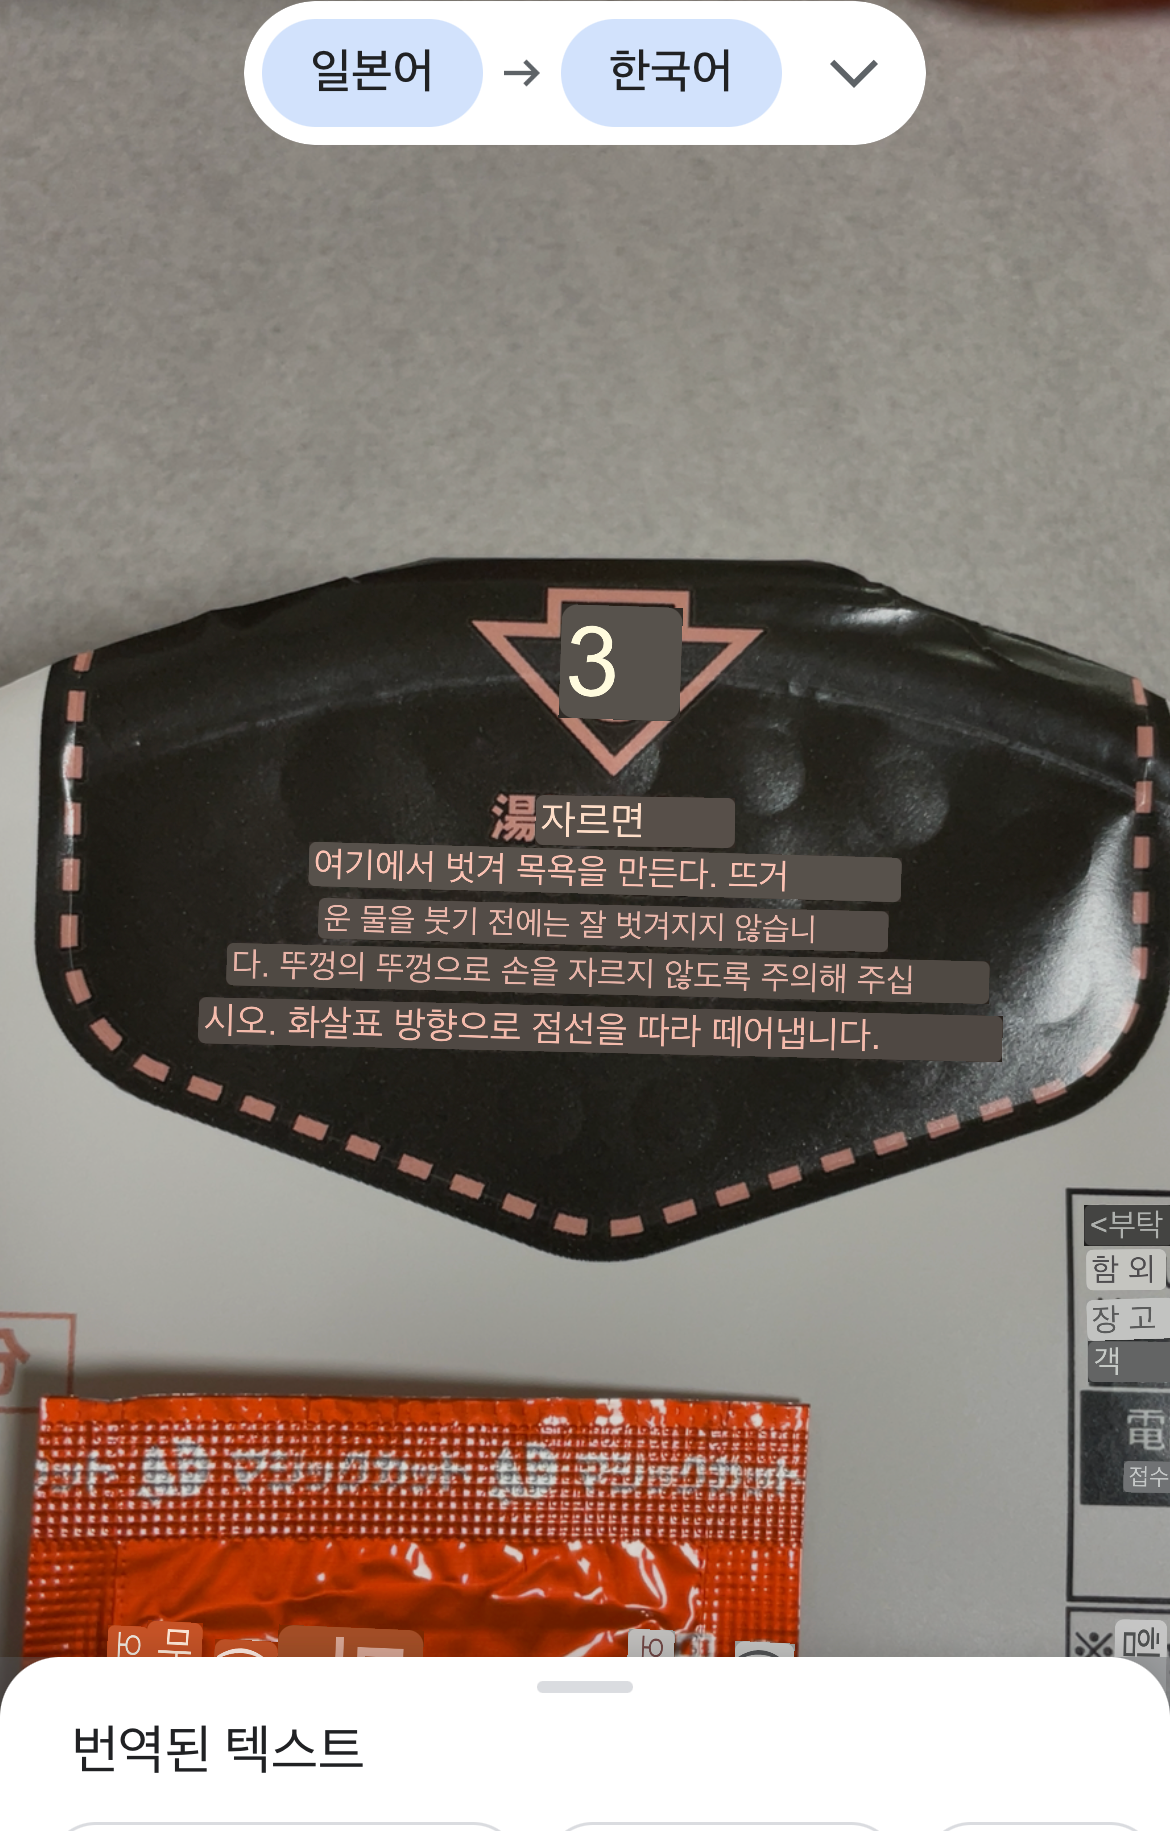 일본어 → 한국어
3
湯자르면
여기에서 벗겨 목욕을 만든다. 뜨거
운 물을 붓기 전에는 잘 벗겨지지 않습니
다. 뚜껑의 뚜껑으로 손을 자르지 않도록 주의해 주십
시오. 화살표 방향으로 점선을 따라 떼어냅니다.
<부탁
함 외
장 고
객
電
접수
※
번역된 텍스트